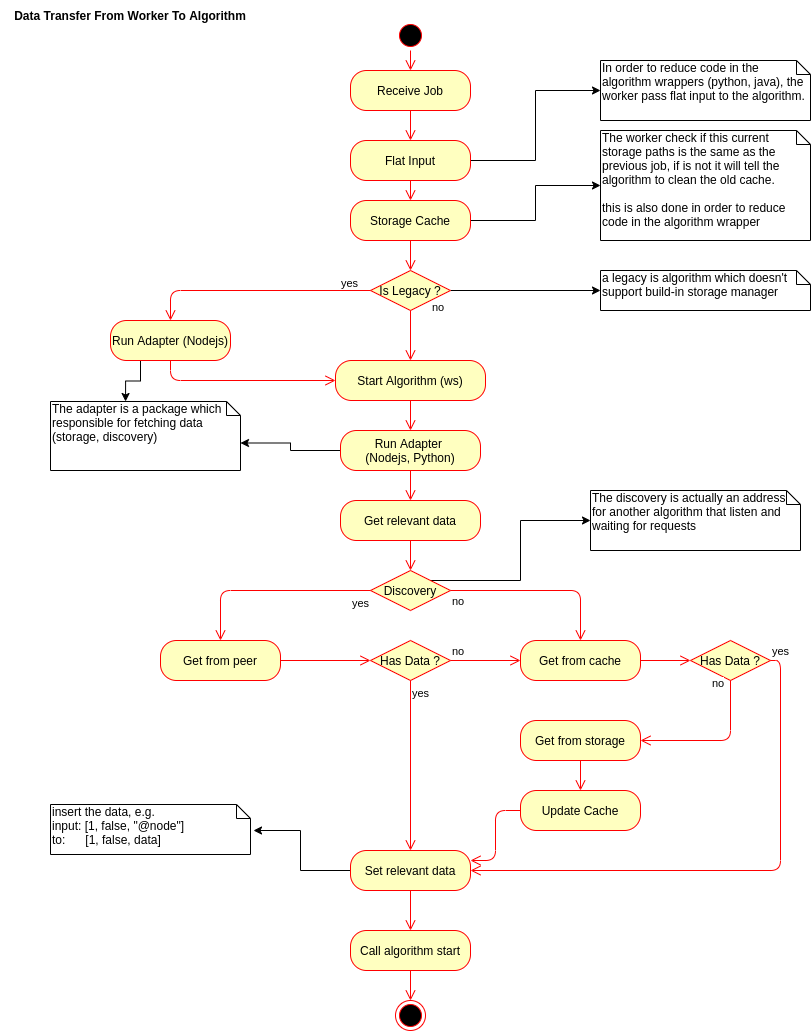 Data Transfer From Worker To Algorithm
Receive Job
In order to reduce code in the
algorithm wrappers (python, java), the
worker pass flat input to the algorithm.
Flat Input
The worker check if this current
storage paths is the same as the
previous job, if is not it will tell the
algorithm to clean the old cache.
this is also done in order to reduce
code in the algorithm wrapper
Storage Cache
yes
Is Legacy ?
no
a legacy is algorithm which doesn't
support build-in storage manager
Run Adapter (Nodejs)
Start Algorithm (ws)
The adapter is a package which
responsible for fetching data
(storage, discovery)
Run Adapter
(Nodejs, Python)
Get relevant data
The discovery is actually an address
for another algorithm that listen and
waiting for requests
Discovery
yes
no
Get from peer
Has Data ?
no
yes
Get from cache
Has Data ?
yes
no
Get from storage
Update Cache
insert the data, e.g.
input: [1, false, "@node"]
to: [1, false, data]
Set relevant data
Call algorithm start